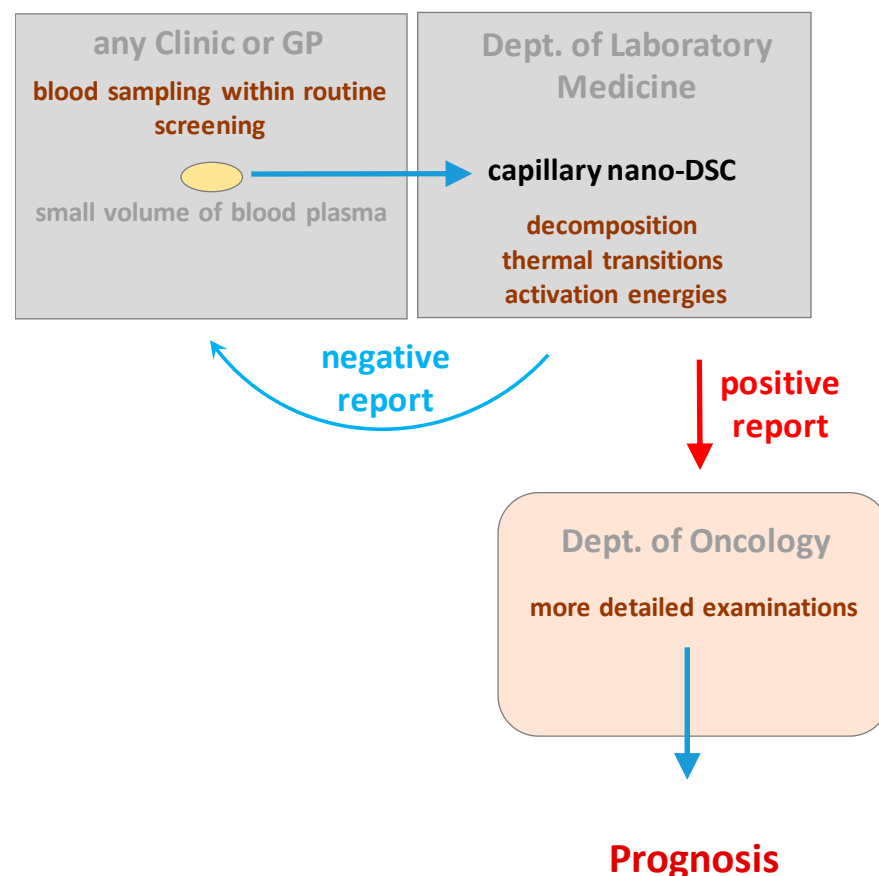 any Clinic or GP
blood sampling within routine
screening
small volume of blood plasma
Dept. of Laboratory
Medicine
capillary nano-DSC
decomposition
thermal transitions
activation energies
negative
report
positive
report
Dept. of Oncology
more detailed examinations
Prognosis